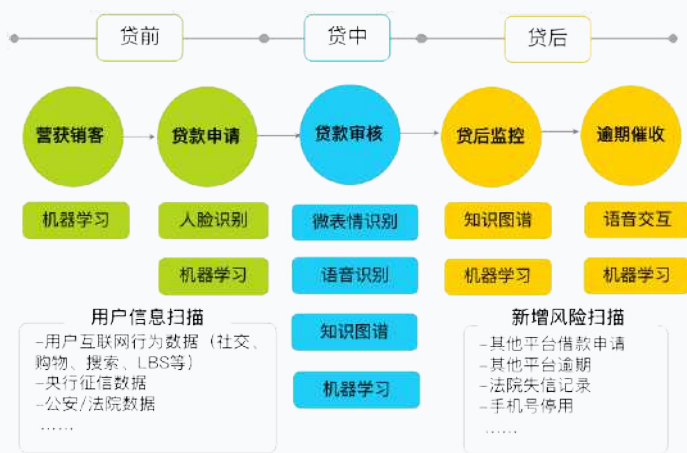 贷前
贷中
贷后
营获销客
贷款申请
贷款审核
贷后监控
逾期催收
机器学习
人脸识别
微表情识别
知识图谱
语音交互
机器学习
语音识别
机器学习
机器学习
知识图谱
机器学习
用户信息扫描
-用户互联网行为数据（社交、
购物、搜索、LBS等）
-央行征信数据
-公安/法院数据
……
新增风险扫描
-其他平台借款申请
-其他平台逾期
-法院失信记录
-手机号停用
……